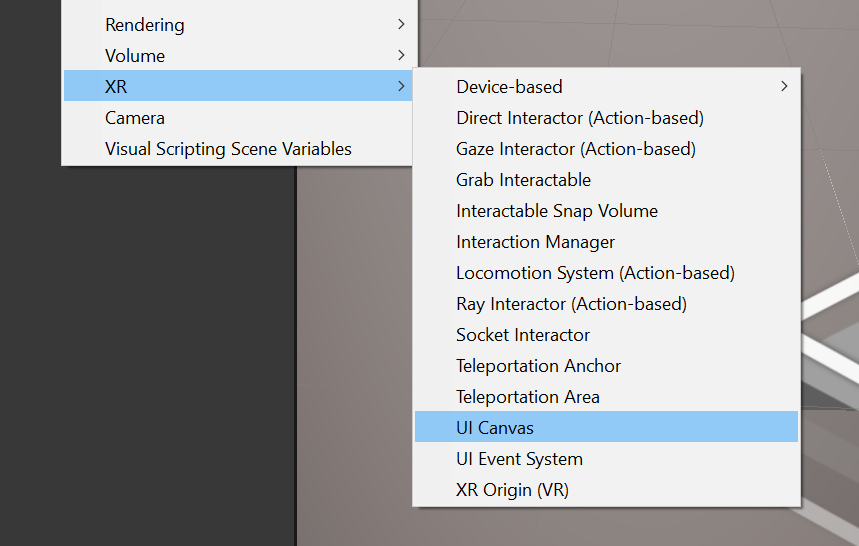 Rendering
Volume
XR
Camera
Visual Scripting Scene Variables
Device-based
Direct Interactor (Action-based)
Gaze Interactor (Action-based)
Grab Interactable
Interactable Snap Volume
Interaction Manager
Locomotion System (Action-based)
Ray Interactor (Action-based)
Socket Interactor
Teleportation Anchor
Teleportation Area
UI Canvas
UI Event System
XR Origin (VR)